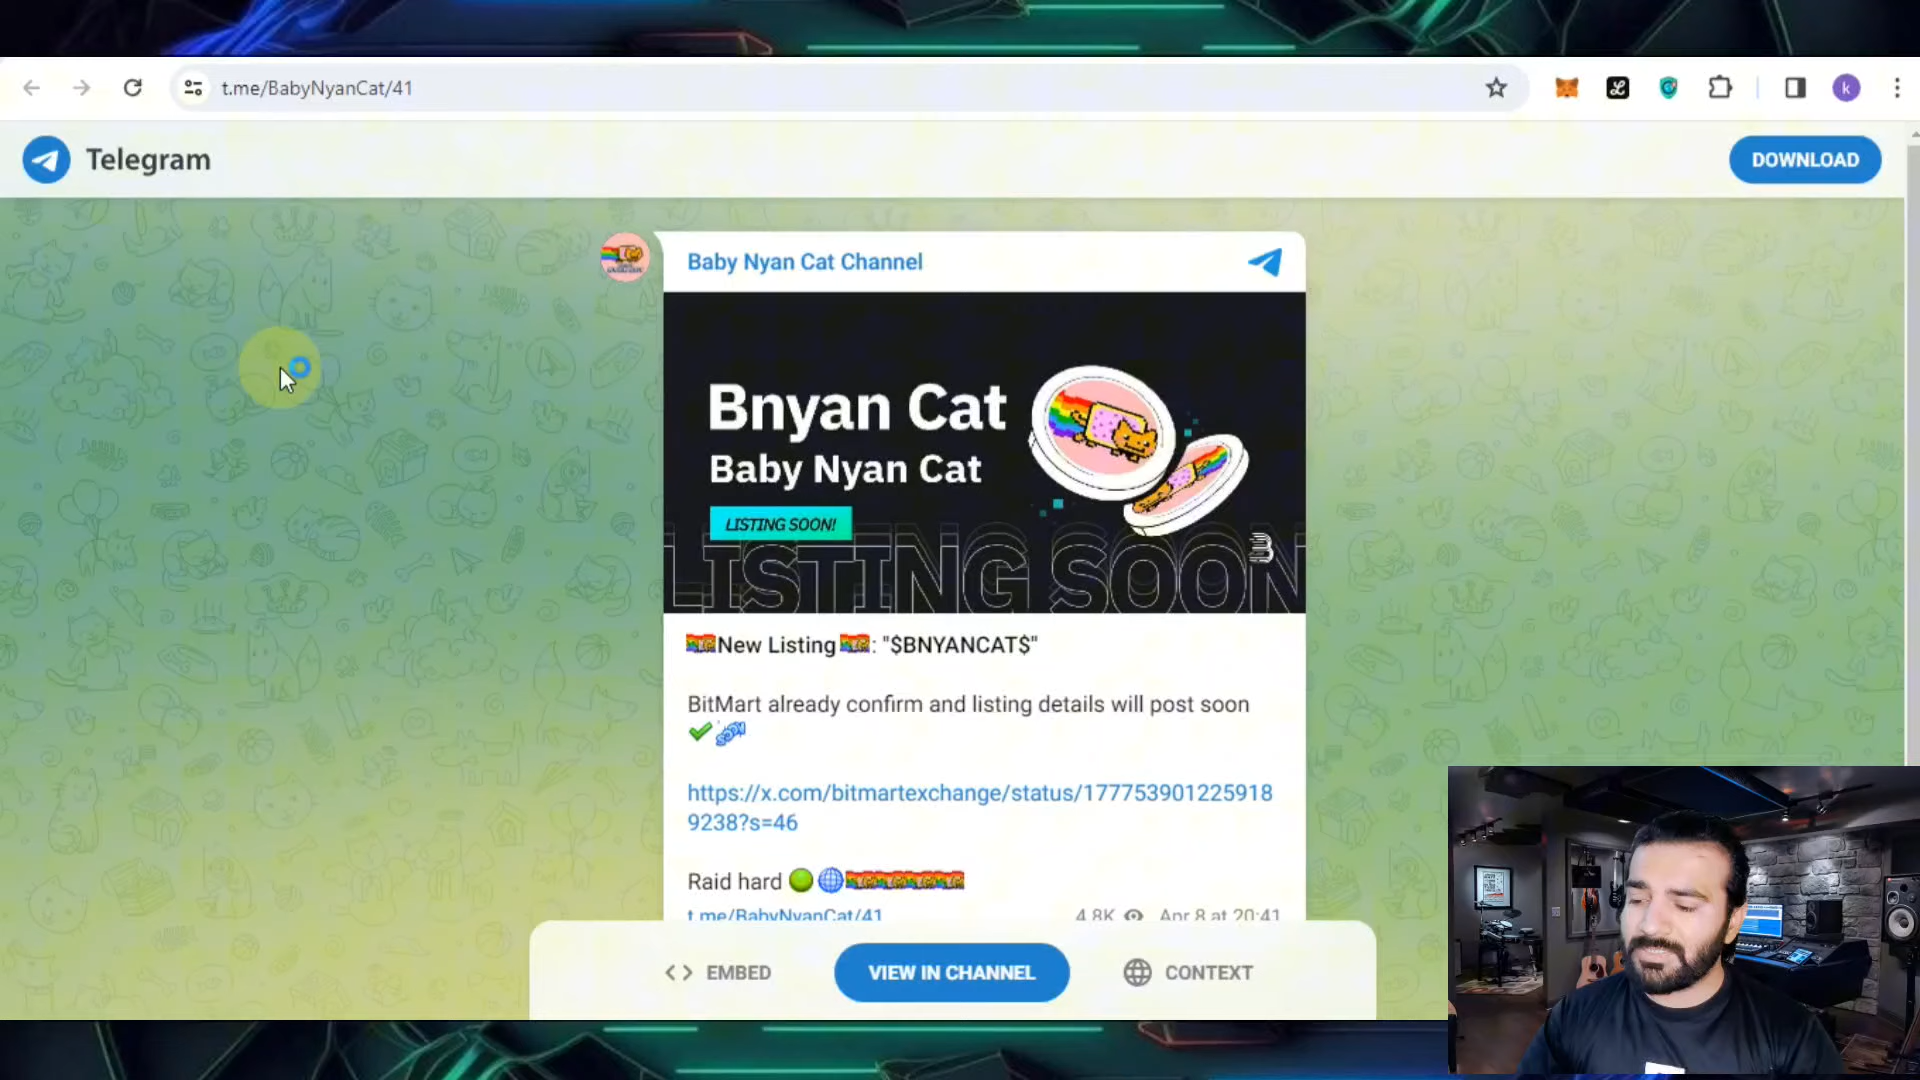 t.me/BabyNyanCat/41
k
Telegram
DOWNLOAD
Baby Nyan Cat Channel
Bnyan Cat
Baby Nyan Cat
LISTING SOON!
LISTING SOON
New Listing: "$BNYANCAT$"
BitMart already confirm and listing details will post soon
SOON
https://x.com/bitmartexchange/status/177753901225918
9238?s=46
Raid hard
t.me/BabyNyanCat/41 4.8K Apr 8 at 20:41
EMBED
VIEW IN CHANNEL
CONTEXT